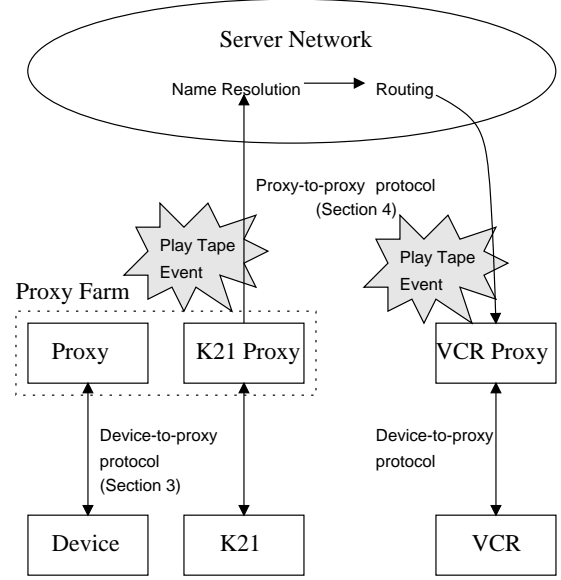 Server Network
Name Resolution
Routing
Proxy-to-proxy protocol
(Section 4)
Play Tape
Event
Play Tape
Event
Proxy Farm
Proxy
K21 Proxy
VCR Proxy
Device-to-proxy
protocol
(Section 3)
Device-to-proxy
protocol
Device
K21
VCR